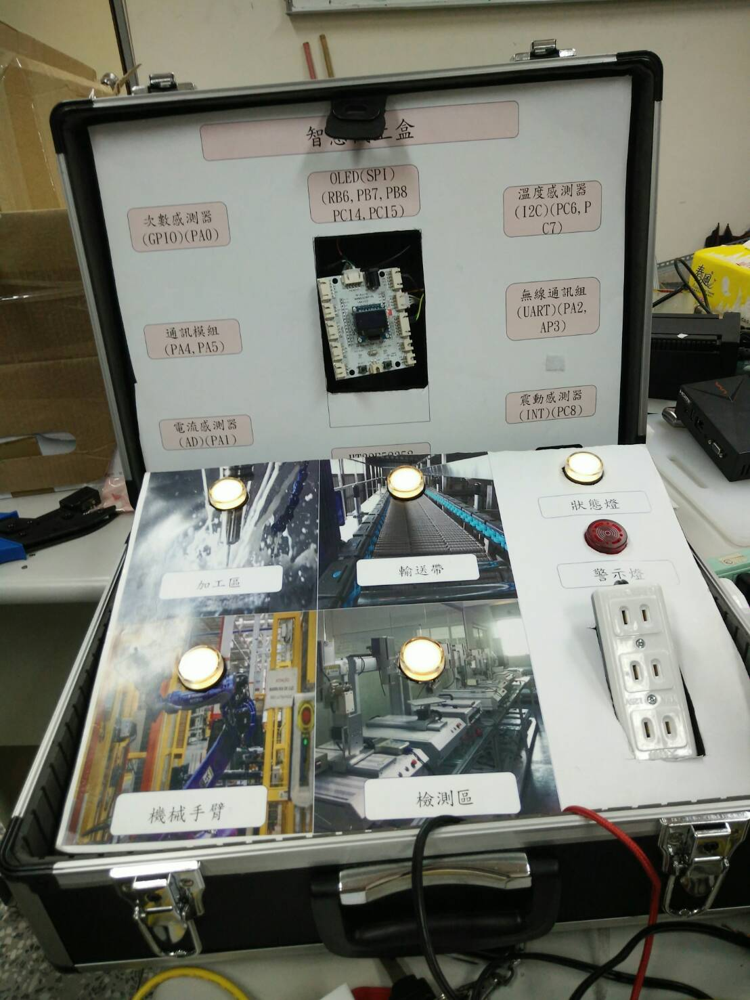 智慧 盒
OLED(SPI)
(RB6,PB7,PB8
PC14,PC15)
次數感測器
(GPIO)(PA0)
溫度感測器
(I2C)(PC6,P
C7)
通訊模組
(PA4,PA5)
無線通訊組
(UART)(PA2,
AP3)
電流感測器
(AD)(PA1)
震動感測器
(INT)(PC8)
狀態燈
警示燈
加工區
輸送帶
機械手臂
檢測區
春風
HDMI